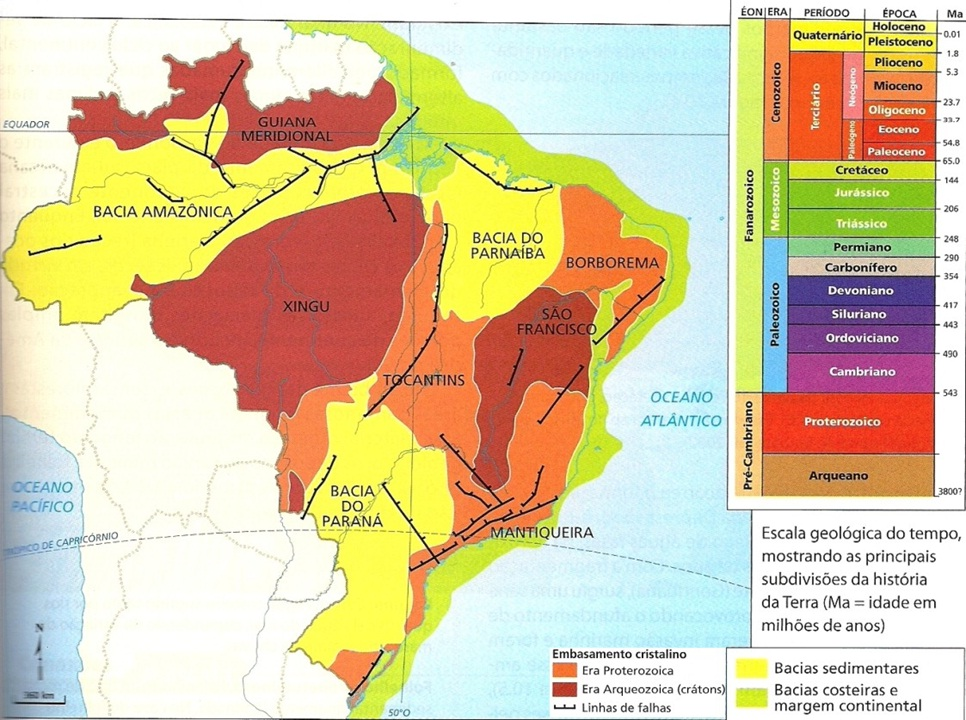 EQUADOR
GUIANA
MERIDIONAL
BACIA AMAZÔNICA
BACIA DO
PARNAÍBA
BORBOREMA
XINGU
SÃO
FRANCISCO
TOCANTINS
OCEANO
ATLÂNTICO
OCEANO
PACÍFICO
BACIA
DO
PARANÁ
MANTIQUEIRA
TRÓPICO DE CAPRICÓRNIO
N
360 km
50°O
Embasamento cristalino
Era Proterozoica
Era Arqueozoica (crátons)
Linhas de falhas
Bacias sedimentares
Bacias costeiras e
margem continental
ÉON ERA PERÍODO ÉPOCA Ma
Fanarozoico
Cenozoico
Quaternário
Holoceno
0.01
Pleistoceno
1.8
Terciário
Neógeno
Plioceno
5.3
Mioceno
23.7
Oligoceno
33.7
Paleógeno
Eoceno
54.8
Paleoceno
65.0
Mesozoico
Cretáceo
144
Jurássico
206
Triássico
248
Paleozoico
Permiano
290
Carbonífero
354
Devoniano
417
Siluriano
443
Ordoviciano
490
Cambriano
543
Pré-Cambriano
Proterozoico
Arqueano
3800?
Escala geológica do tempo,
mostrando as principais
subdivisões da história
da Terra (Ma = idade em
milhões de anos)